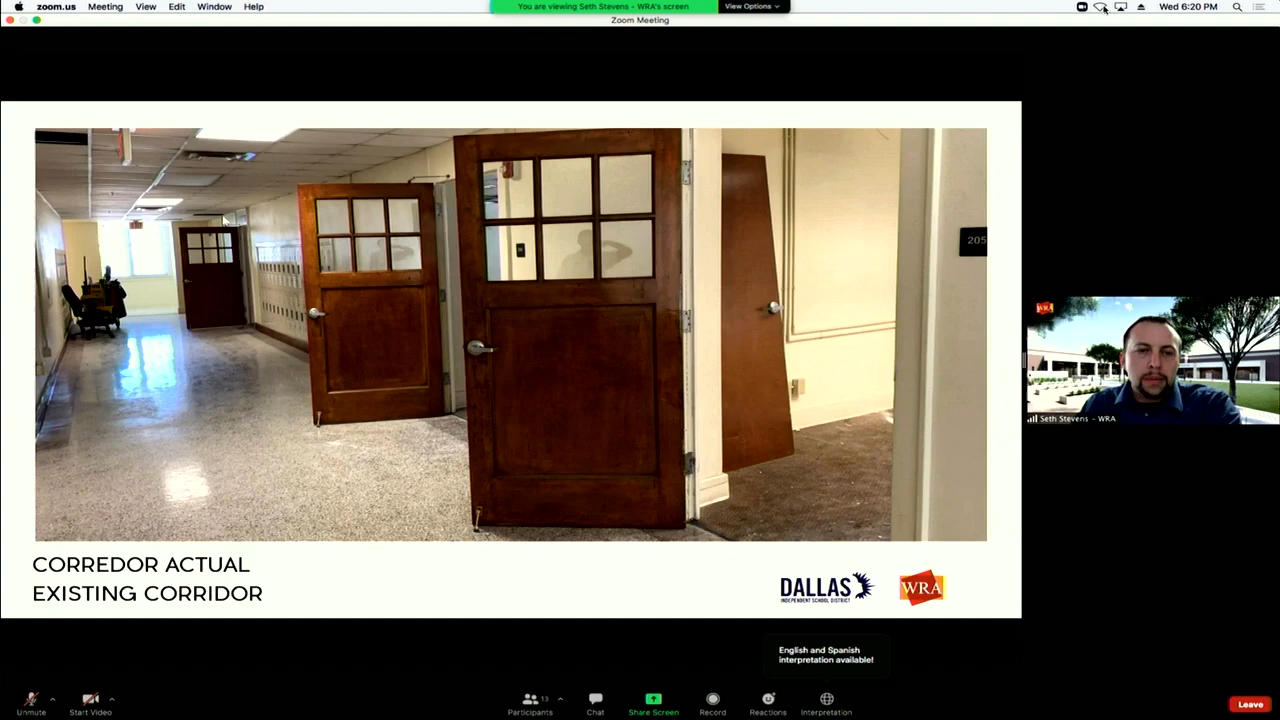 zoom.us Meeting View Edit Window Help
You are viewing Seth Stevens - WRA's screen
View Options
Wed 6:20 PM
Zoom Meeting
205
WRA
Seth Stevens - WRA
CORREDOR ACTUAL
EXISTING CORRIDOR
DALLAS
INDEPENDENT SCHOOL DISTRICT
WRA
English and Spanish
interpretation available!
Unmute
Start Video
Participants
13
Chat
Share Screen
Record
Reactions
Interpretation
Leave